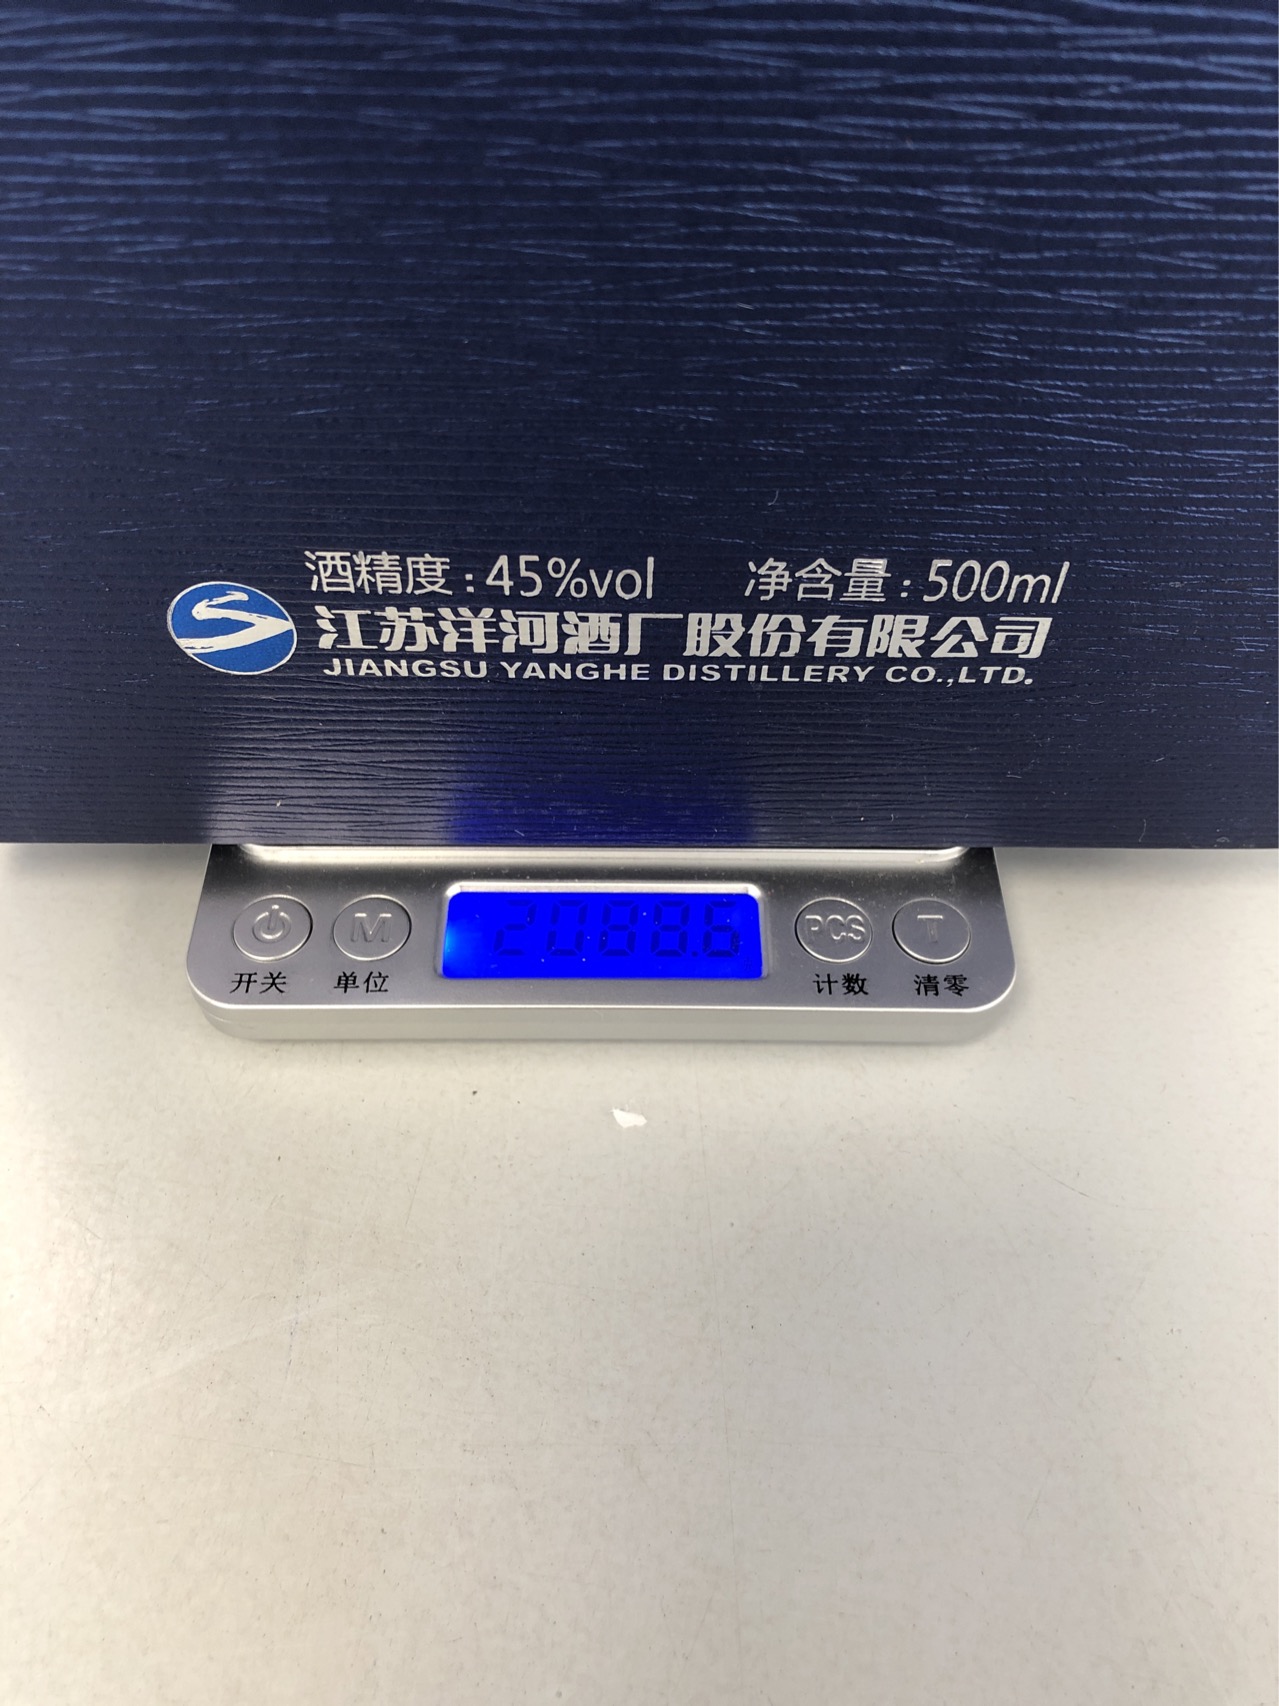 酒精度：45%vol 净含量：500ml
江苏洋河酒厂股份有限公司
JIANGSU YANGHE DISTILLERY CO.,LTD.
2088.6
M PCS T
开关 单位 计数 清零